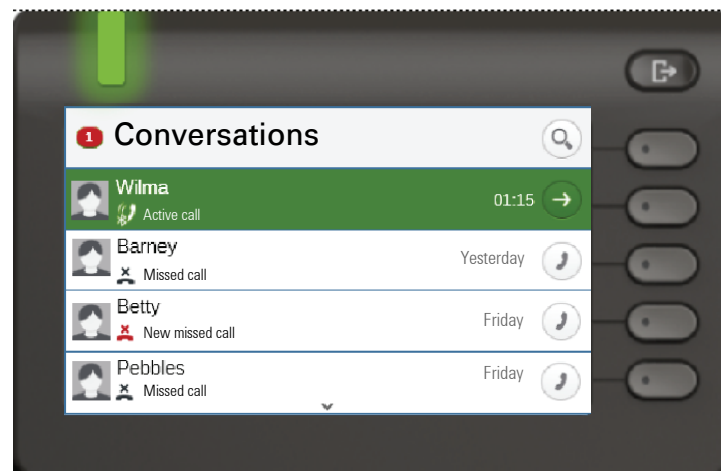 1 Conversations
Wilma
01:15
Active call
Barney
Yesterday
Missed call
Betty
Friday
New missed call
Pebbles
Friday
Missed call